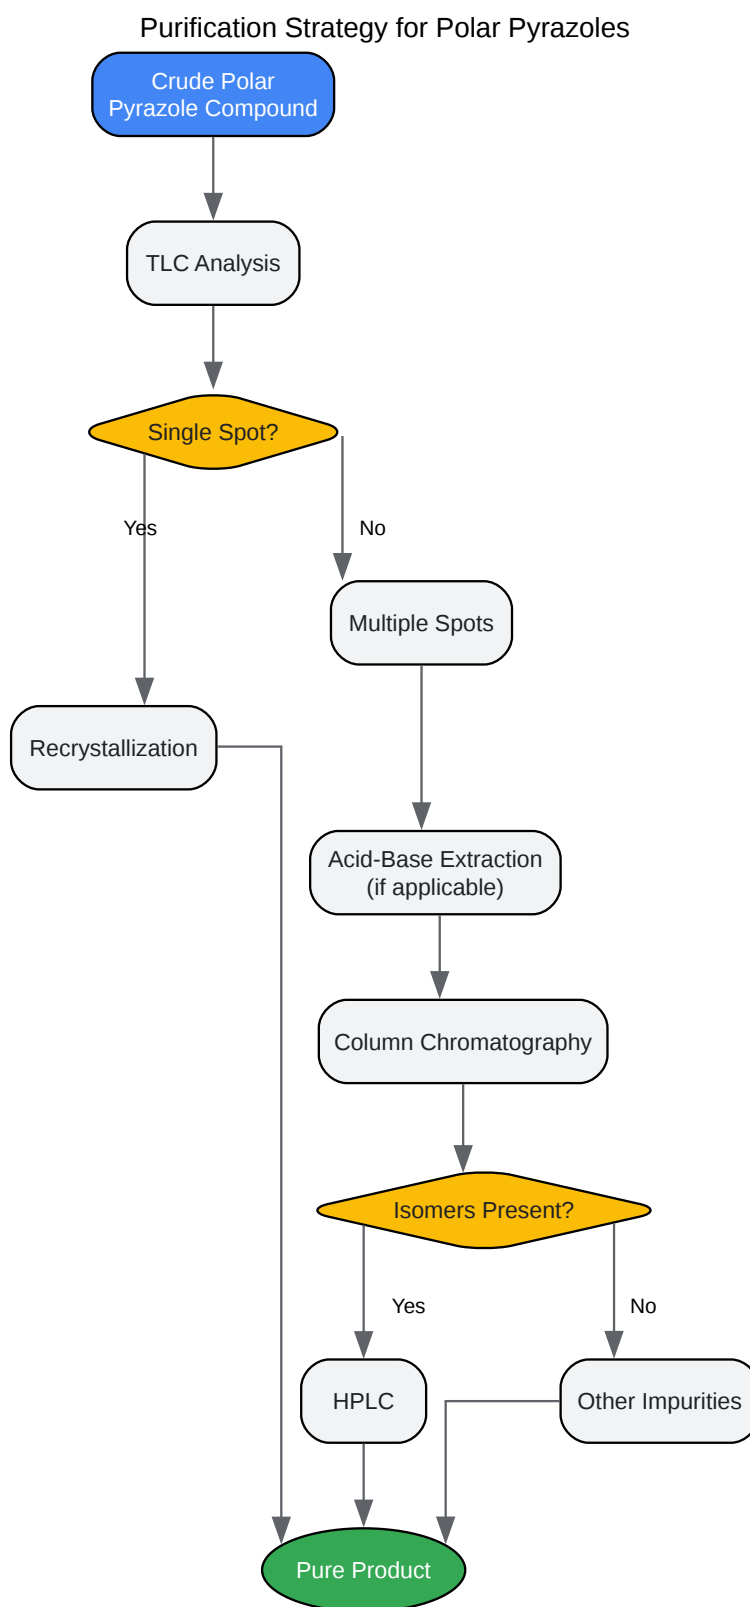 Purification Strategy for Polar Pyrazoles
Crude Polar
Pyrazole Compound
TLC Analysis
Single Spot?
Yes
No
Multiple Spots
Recrystallization
Acid-Base Extraction
(if applicable)
Column Chromatography
Isomers Present?
Yes
No
HPLC
Other Impurities
Pure Product